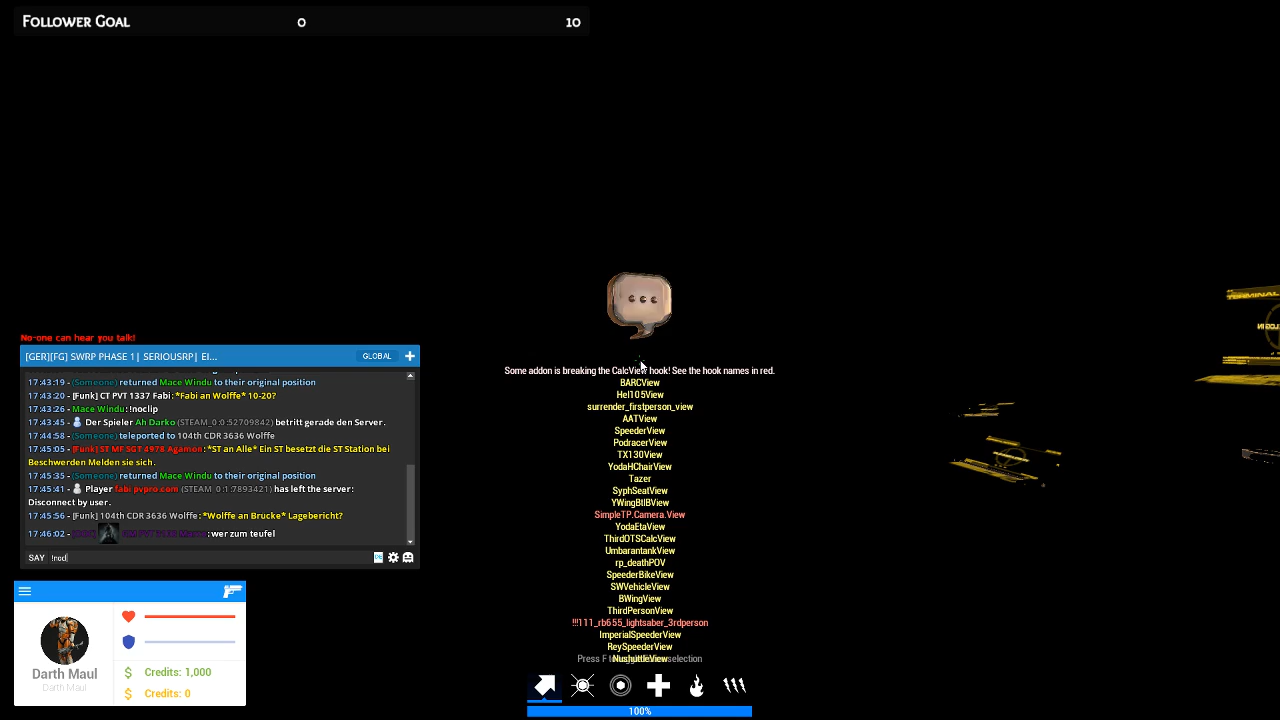 Follower Goal 0 10
No-one can hear you talk!
[GER][FG] SWRP PHASE 1| SERIOUSRP| EI... GLOBAL
17:43:19 - (Someone) returned Mace Windu to their original position
17:43:20 - [Funk] CT PVT 1337 Fabi: *Fabi an Wolffe* 10-20?
17:43:26 - Mace Windu: !noclip
17:43:45 - Der Spieler Ah Darko (STEAM_0:0:52709842) betritt gerade den Server.
17:44:58 - (Someone) teleported to 104th CDR 3636 Wolffe
17:45:05 - [Funk] ST MF SGT 4978 Agamon: *ST an Alle* Ein ST besetzt die ST Station bei
Beschwerden Melden sie sich.
17:45:35 - (Someone) returned Mace Windu to their original position
17:45:41 - Player fabi pvpro.com (STEAM_0:1:7893421) has left the server:
Disconnect by user.
17:45:56 - [Funk] 104th CDR 3636 Wolffe: *Wolffe an Brucke* Lagebericht?
17:46:02 - : wer zum teufel
SAY !nod
Darth Maul
Darth Maul
Credits: 1,000
Credits: 0
Some addon is breaking the CalcView hook! See the hook names in red.
BARCView
Hel105View
surrender_firstperson_view
AATView
SpeederView
PodracerView
TX130View
YodaHChairView
Tazer
SyphSeatView
YWingBtlBView
SimpleTP.Camera.View
YodaEtaView
ThirdOTSCalcView
UmbarantankView
rp_deathPOV
SpeederBikeView
SWVehicleView
BWingView
ThirdPersonView
!!!111_rb655_lightsaber_3rdperson
ImperialSpeederView
ReySpeederView
NushuttleView
Press F selection
100%
TERMINAL